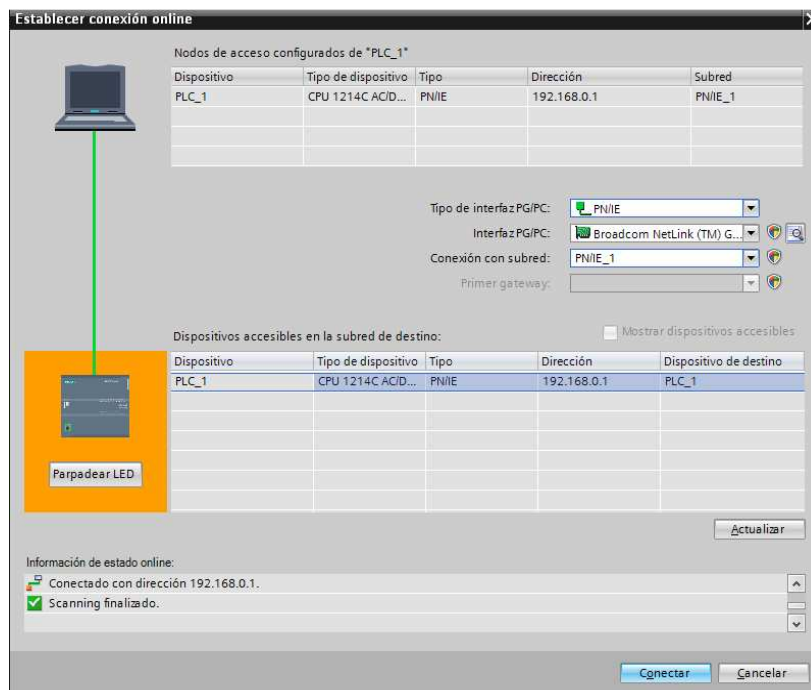 Establecer conexión online
Nodos de acceso configurados de "PLC_1"
Dispositivo Tipo de dispositivo Tipo Dirección Subred
PLC_1 CPU 1214C AC/D... PN/IE 192.168.0.1 PN/IE_1
Tipo de interfaz PG/PC: PN/IE
Interfaz PG/PC: Broadcom NetLink (TM) G...
Conexión con subred: PN/IE_1
Primer gateway:
Dispositivos accesibles en la subred de destino: Mostrar dispositivos accesibles
Dispositivo Tipo de dispositivo Tipo Dirección Dispositivo de destino
PLC_1 CPU 1214C AC/D... PN/IE 192.168.0.1 PLC_1
Parpadear LED
Actualizar
Información de estado online:
Conectado con dirección 192.168.0.1.
Scanning finalizado.
Conectar Cancelar